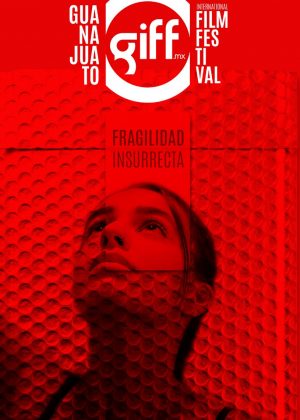 GUA
NA
JUA
TO
giff
.mx
INTERNATIONAL
FILM
FES
TI
VAL
FRAGILIDAD
INSURRECTA